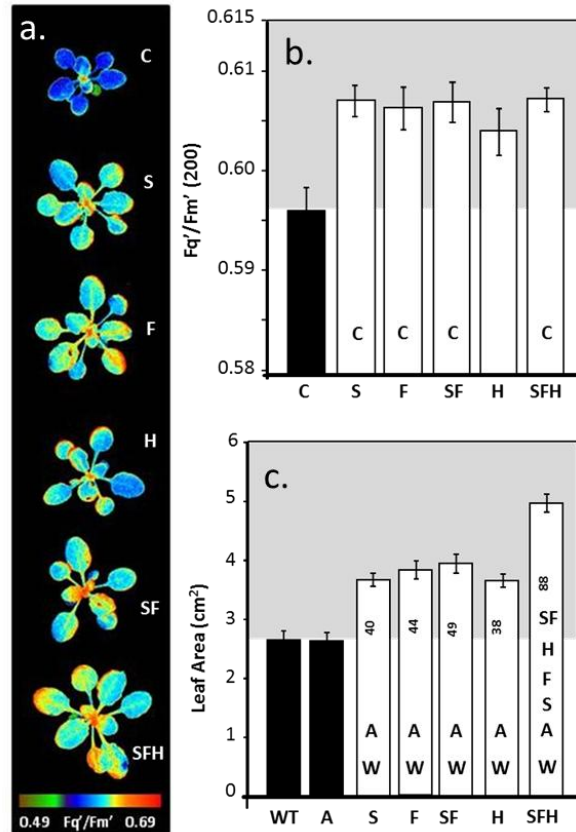 a.
C
S
F
H
SF
SFH
0.49 Fq'/Fm' 0.69
b.
Fq'/Fm' (200)
0.615
0.61
0.60
0.59
0.58
C C C C
C S F SF H SFH
c.
Leaf Area (cm²)
6
5
4
3
2
1
0
40 44 49 38 88
SF
H
F
S
A A A A A
W W W W W
WT A S F SF H SFH